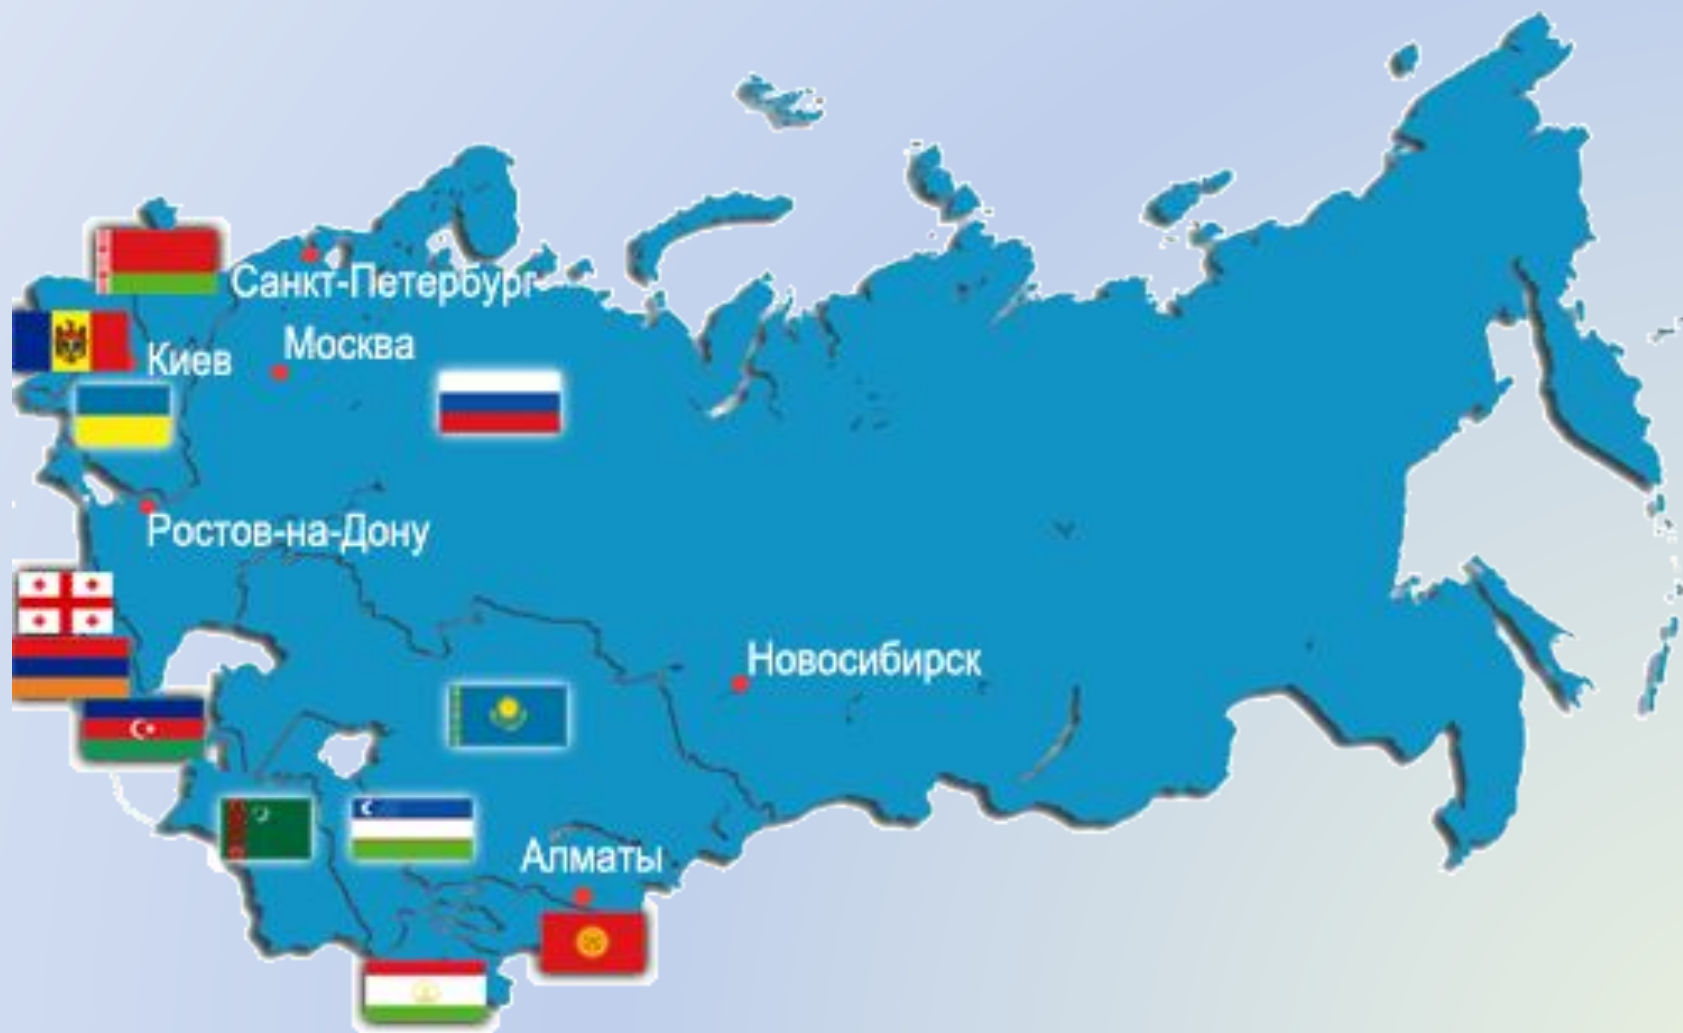 Санкт-Петербург
Москва
Киев
Ростов-на-Дону
Новосибирск
Алматы